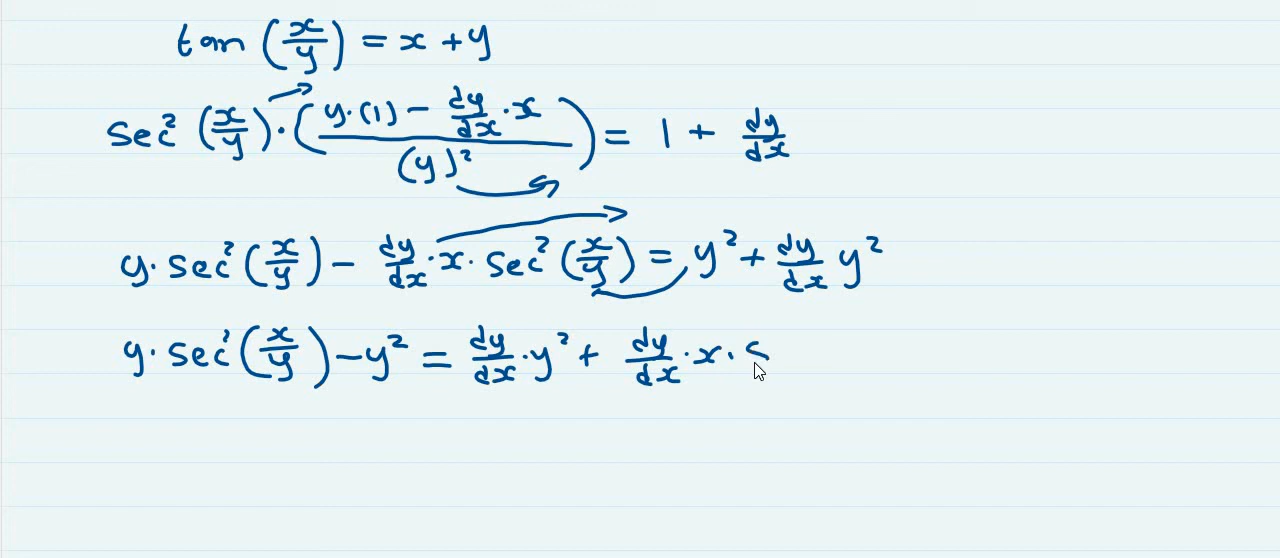 tan (x/y) = x + y
sec² (x/y) · (y·(1) − dy/dx · x / (y)²) = 1 + dy/dx
y · sec² (x/y) − dy/dx · x · sec² (x/y) = y² + dy/dx y²
y · sec² (x/y) − y² = dy/dx · y² + dy/dx · x · s